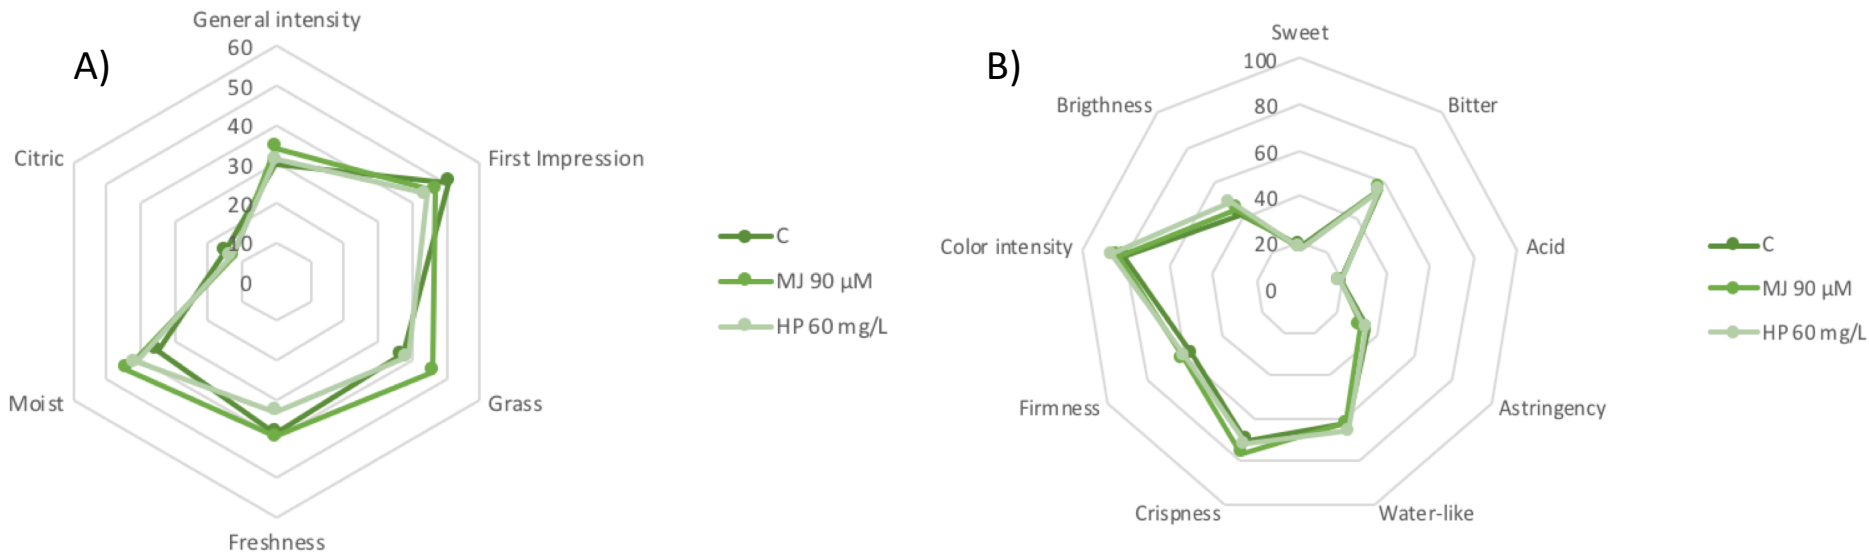 A)
General intensity
60
50
40
30
20
10
0
First Impression
Grass
Freshness
Moist
Citric
C
MJ 90 µM
HP 60 mg/L
B)
Sweet
100
80
60
40
20
0
Bitter
Acid
Astringency
Water-like
Crispness
Firmness
Color intensity
Brigthness
C
MJ 90 µM
HP 60 mg/L